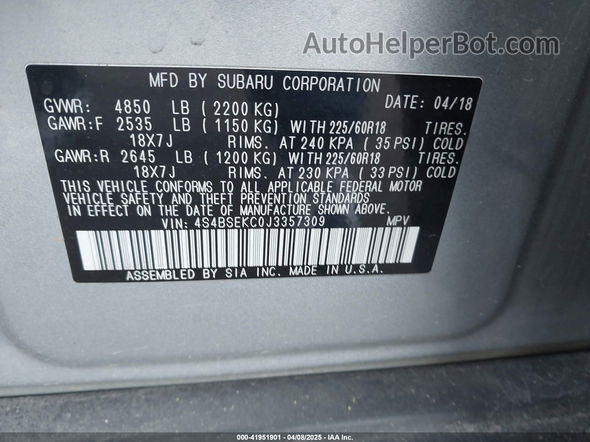 AutoHelperBot.com
MFD BY SUBARU CORPORATION
GVWR: 4850 LB (2200 KG) DATE: 04/18
GAWR:F 2535 LB (1150 KG) WITH 225/60R18 TIRES.
18X7J RIMS. AT 240 KPA (35 PSI) COLD
GAWR:R 2645 LB (1200 KG) WITH 225/60R18 TIRES.
18X7J RIMS. AT 230 KPA (33 PSI) COLD
THIS VEHICLE CONFORMS TO ALL APPLICABLE FEDERAL MOTOR
VEHICLE SAFETY AND THEFT PREVENTION STANDARDS
IN EFFECT ON THE DATE OF MANUFACTURE SHOWN ABOVE.
VIN: 4S4BSEKC0J3357309 MPV
ASSEMBLED BY SIA INC. MADE IN U.S.A.
000-41951901 - 04/08/2025 - IAA Inc.